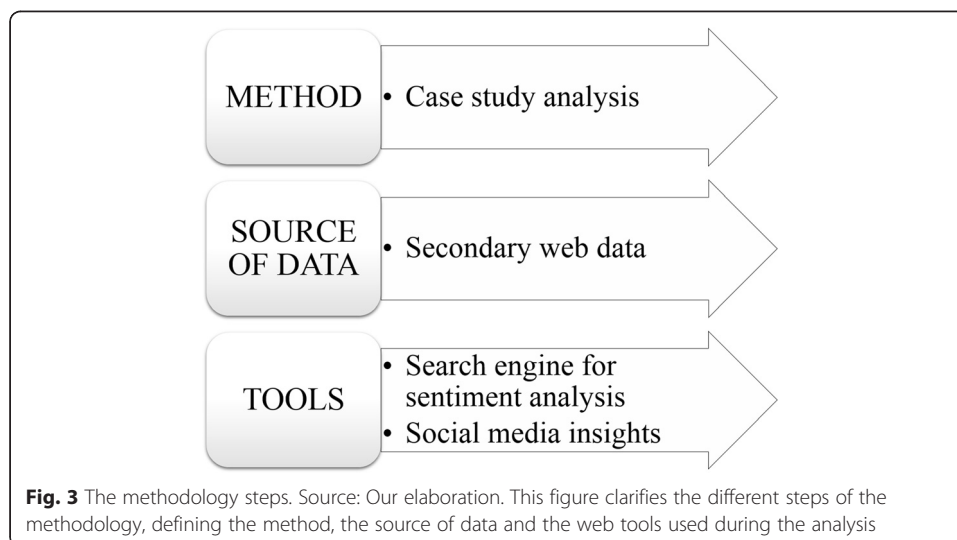 METHOD
• Case study analysis
SOURCE
OF DATA
• Secondary web data
TOOLS
• Search engine for
sentiment analysis
• Social media insights
Fig. 3 The methodology steps. Source: Our elaboration. This figure clarifies the different steps of the
methodology, defining the method, the source of data and the web tools used during the analysis